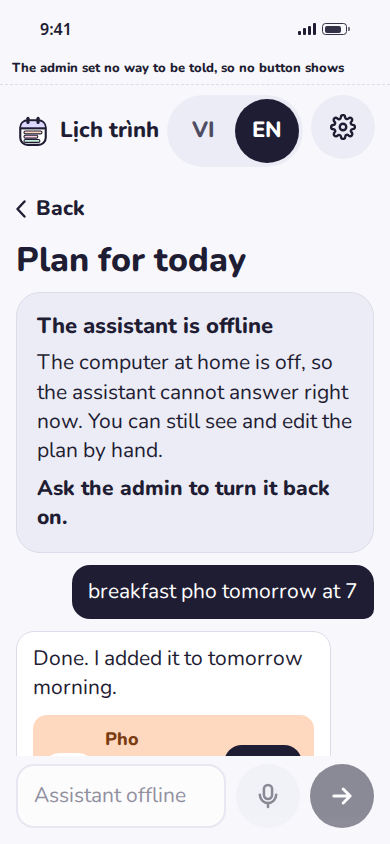 9:41
The admin set no way to be told, so no button shows
Lịch trình
VI
EN
Back
Plan for today
The assistant is offline
The computer at home is off, so
the assistant cannot answer right
now. You can still see and edit the
plan by hand.
Ask the admin to turn it back
on.
breakfast pho tomorrow at 7
Done. I added it to tomorrow
morning.
Pho
Assistant offline